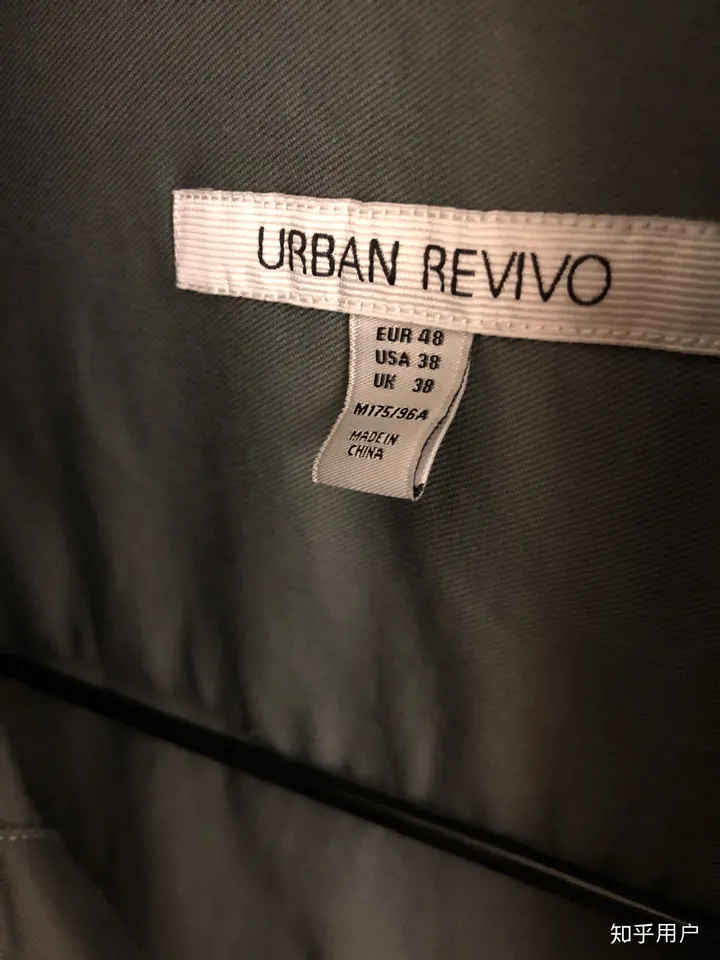 URBAN REVIVO
EUR 48
USA 38
UK 38
M175/96A
MADE IN
CHINA
知乎用户